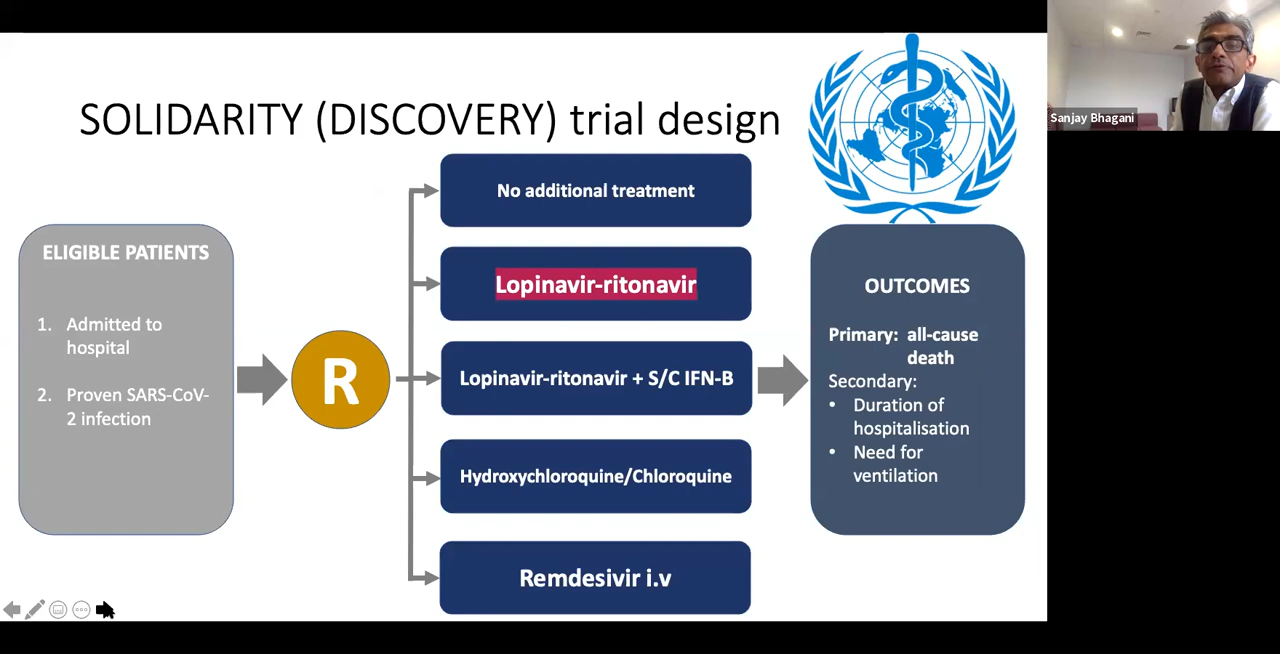 SOLIDARITY (DISCOVERY) trial design
Sanjay Bhagani
ELIGIBLE PATIENTS
1. Admitted to
hospital
2. Proven SARS-CoV-
2 infection
R
No additional treatment
Lopinavir-ritonavir
Lopinavir-ritonavir + S/C IFN-B
Hydroxychloroquine/Chloroquine
Remdesivir i.v
OUTCOMES
Primary: all-cause
death
Secondary:
• Duration of
hospitalisation
• Need for
ventilation